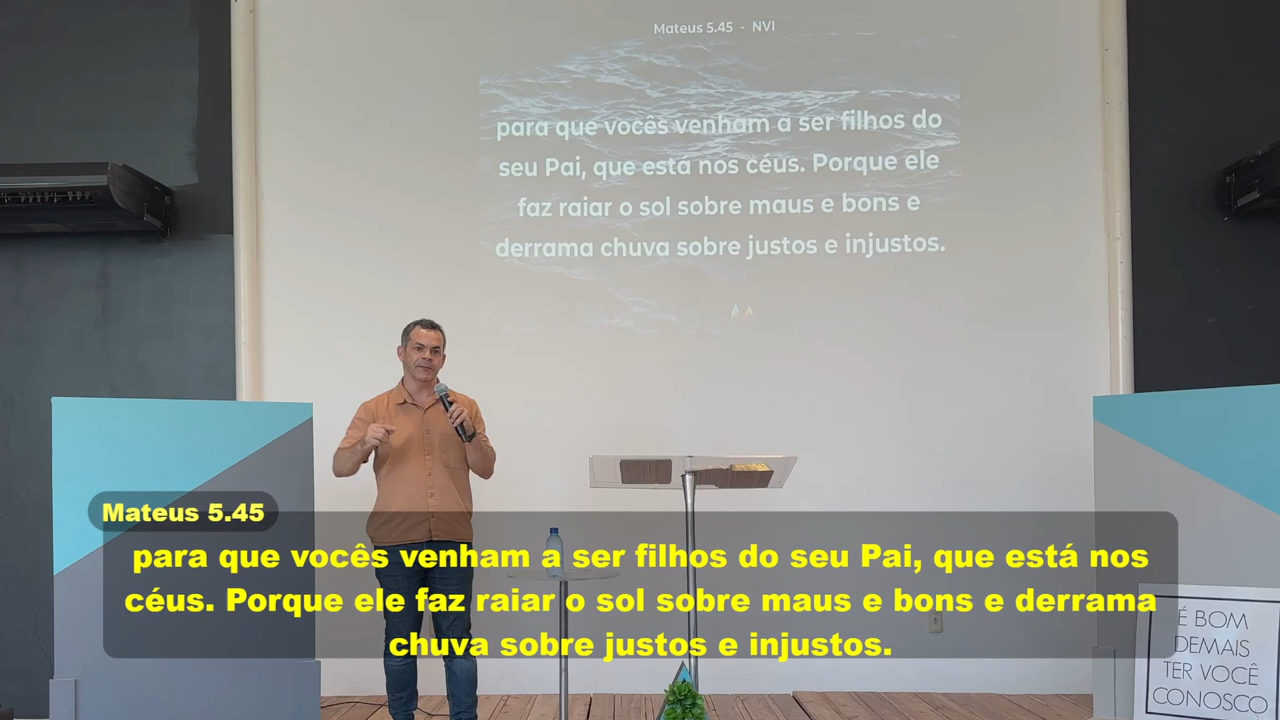 Mateus 5.45 - NVI
para que vocês venham a ser filhos do
seu Pai, que está nos céus. Porque ele
faz raiar o sol sobre maus e bons e
derrama chuva sobre justos e injustos.
Mateus 5.45
para que vocês venham a ser filhos do seu Pai, que está nos
céus. Porque ele faz raiar o sol sobre maus e bons e derrama
chuva sobre justos e injustos.
É BOM
DEMAIS
TER VOCÊ
CONOSCO